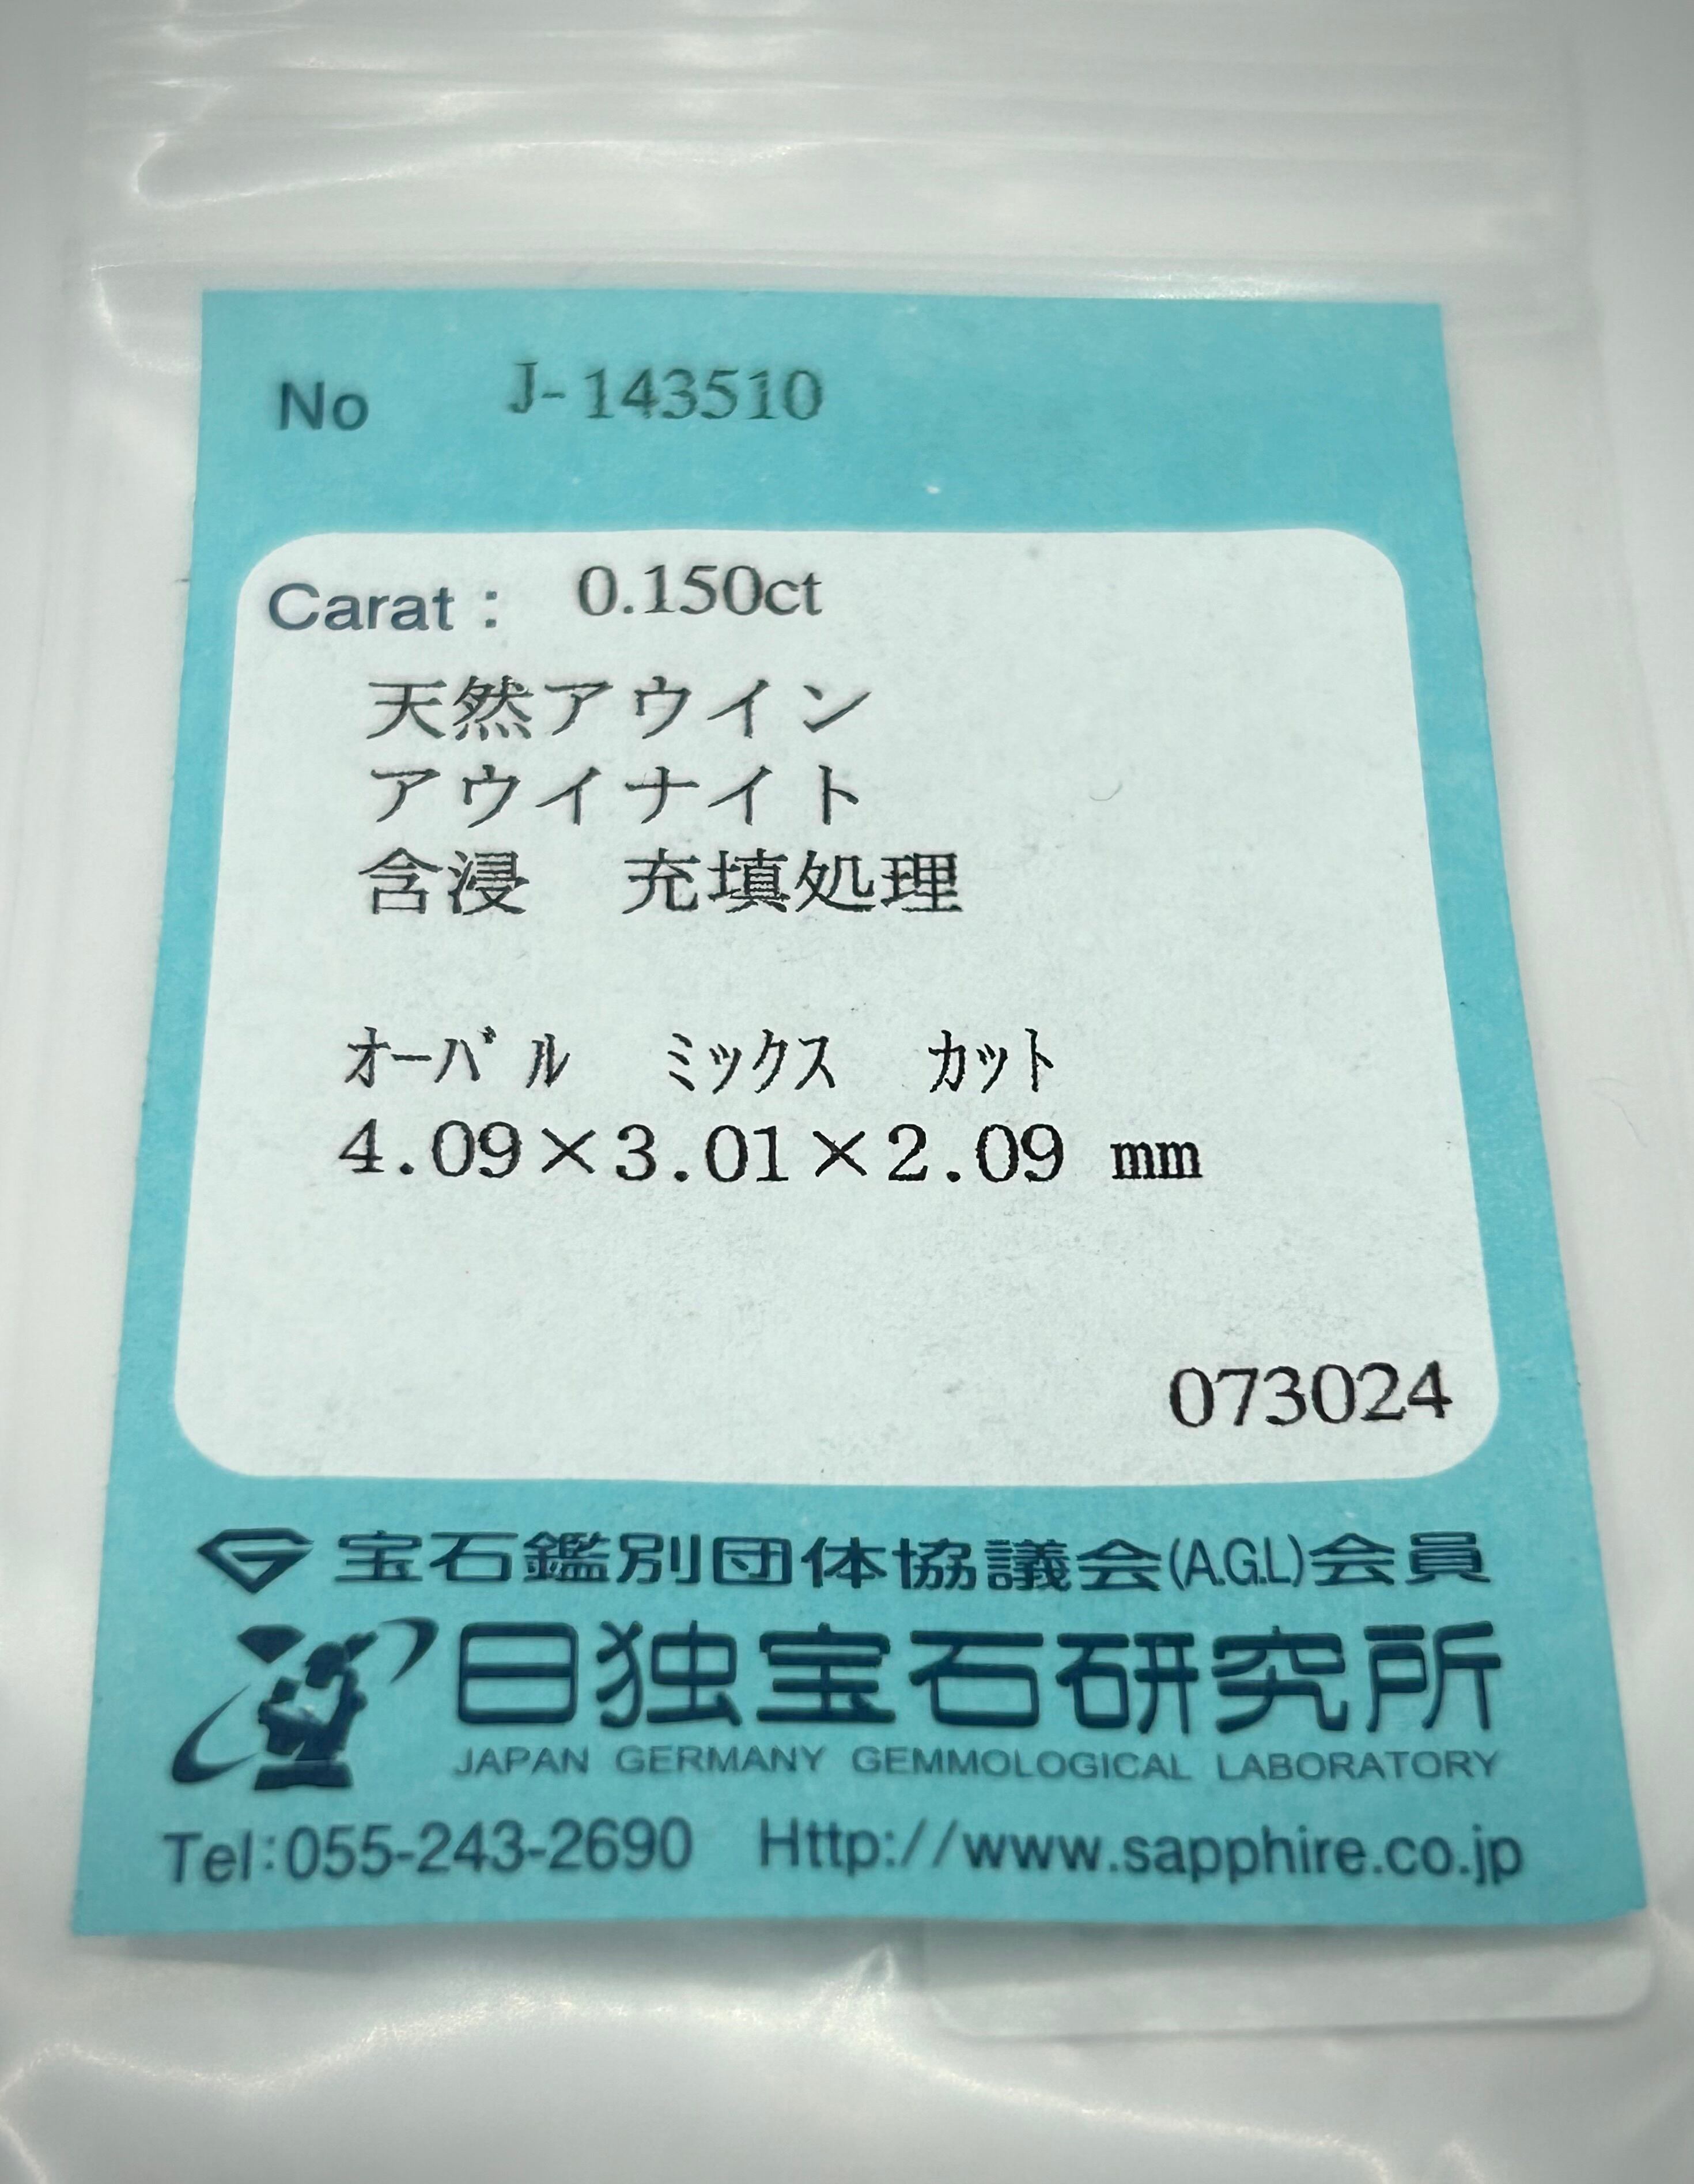 No J-143510
Carat : 0.150ct
天然アウイン
アウイナイト
含浸 充填処理
ｵｰﾊﾞﾙ ﾐｯｸｽ ｶｯﾄ
4.09×3.01×2.09 mm
073024
宝石鑑別団体協議会(A.G.L)会員
日独宝石研究所
JAPAN GERMANY GEMMOLOGICAL LABORATORY
Tel:055-243-2690 Http://www.sapphire.co.jp